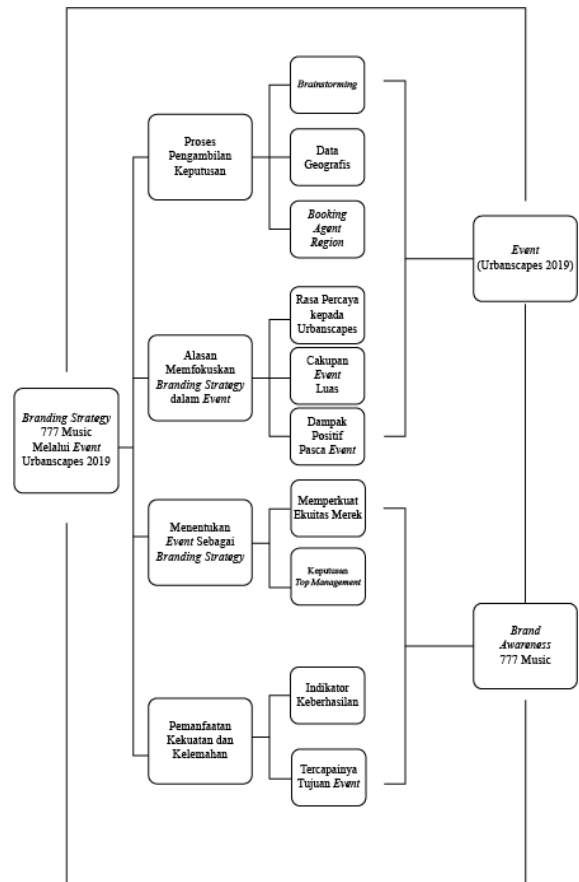 Branding Strategy
777 Music
Melalui Event
Urbanscapes 2019
Proses
Pengambilan
Keputusan
Brainstorming
Data
Geografis
Booking
Agent
Region
Alasan
Memfokuskan
Branding Strategy
dalam Event
Rasa Percaya
kepada
Urbanscapes
Cakupan
Event
Luas
Dampak
Positif
Pasca Event
Menentukan
Event Sebagai
Branding Strategy
Memperkuat
Ekuitas Merek
Keputusan
Top Management
Pemanfaatan
Kekuatan dan
Kelemahan
Indikator
Keberhasilan
Tercapainya
Tujuan Event
Event
(Urbanscapes 2019)
Brand
Awareness
777 Music